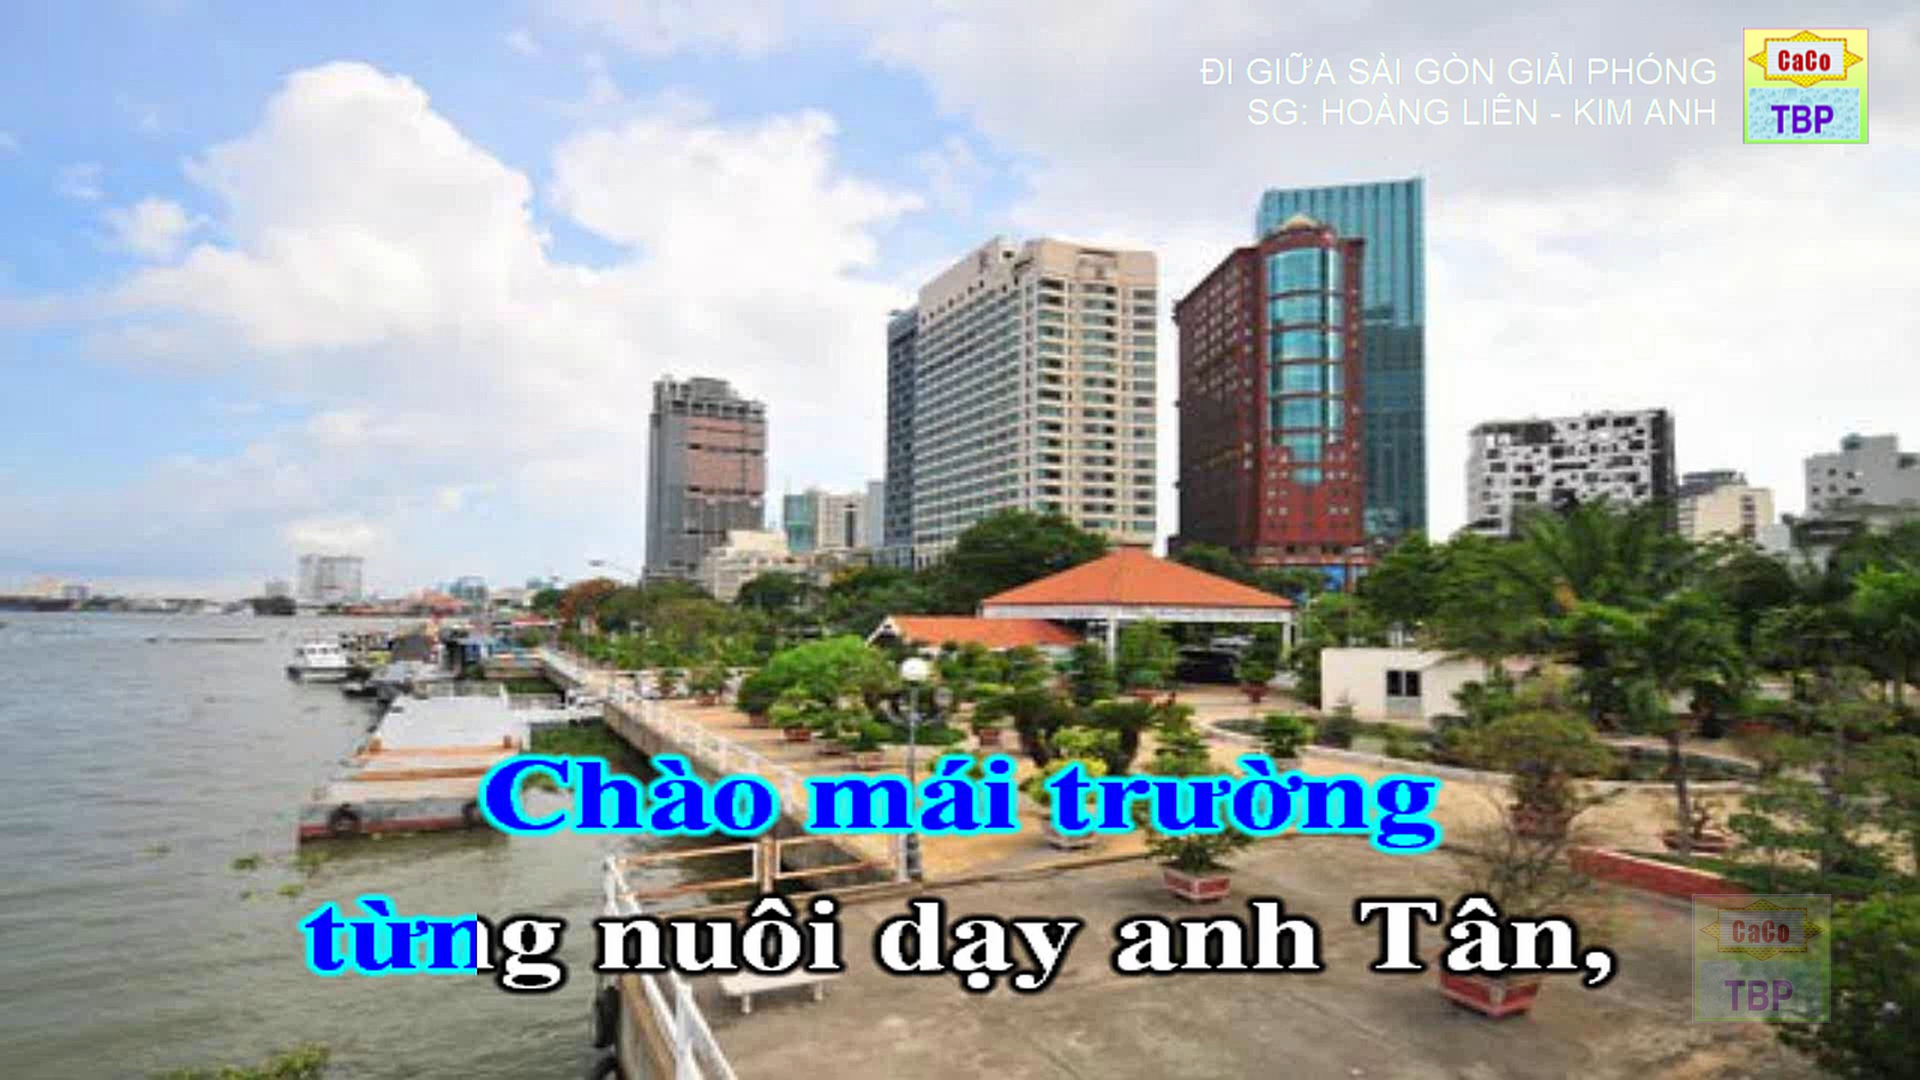 ĐI GIỮA SÀI GÒN GIẢI PHÓNG
SG: HOÀNG LIÊN - KIM ANH
CaCo
TBP
Chào mái trường
từng nuôi dạy anh Tân,
CaCo
TBP